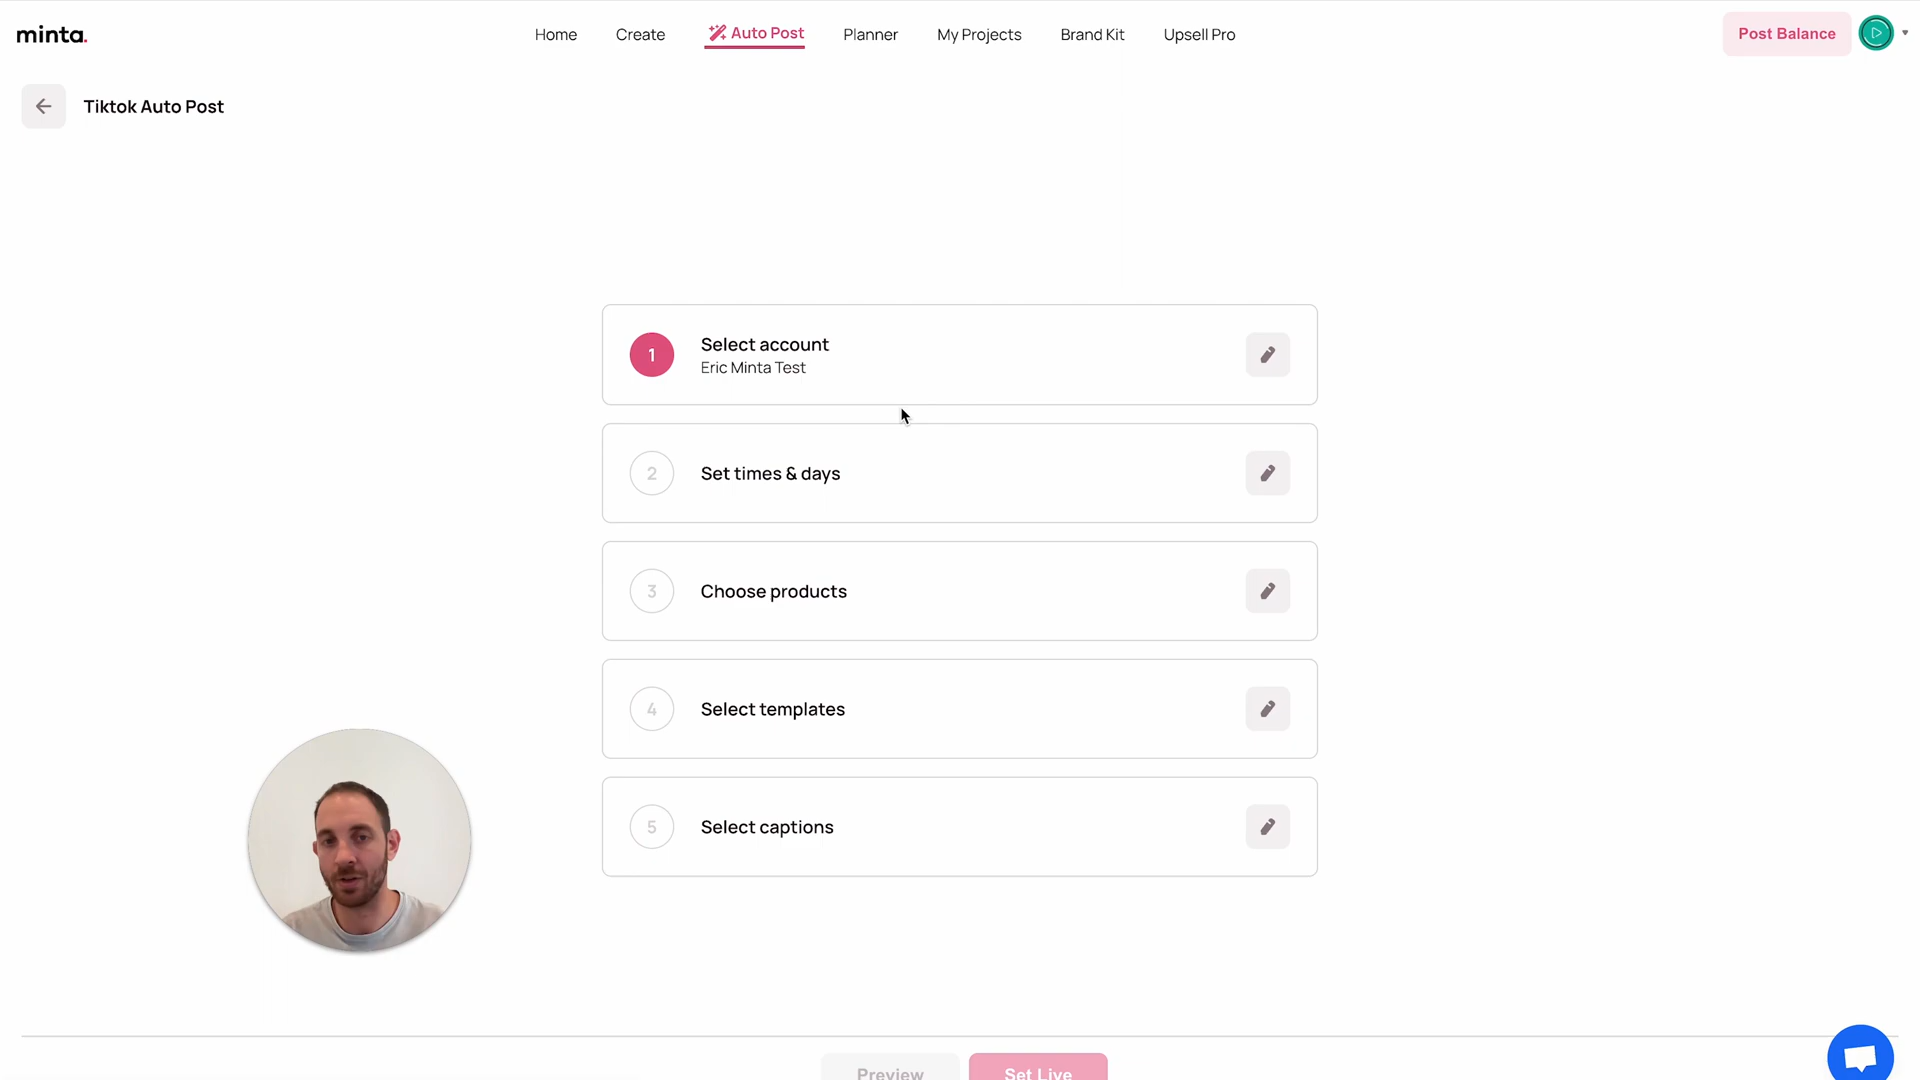 minta.
Home
Create
Auto Post
Planner
My Projects
Brand Kit
Upsell Pro
Post Balance
Tiktok Auto Post
1
Select account
Eric Minta Test
2
Set times & days
3
Choose products
4
Select templates
5
Select captions
Preview
Set Live